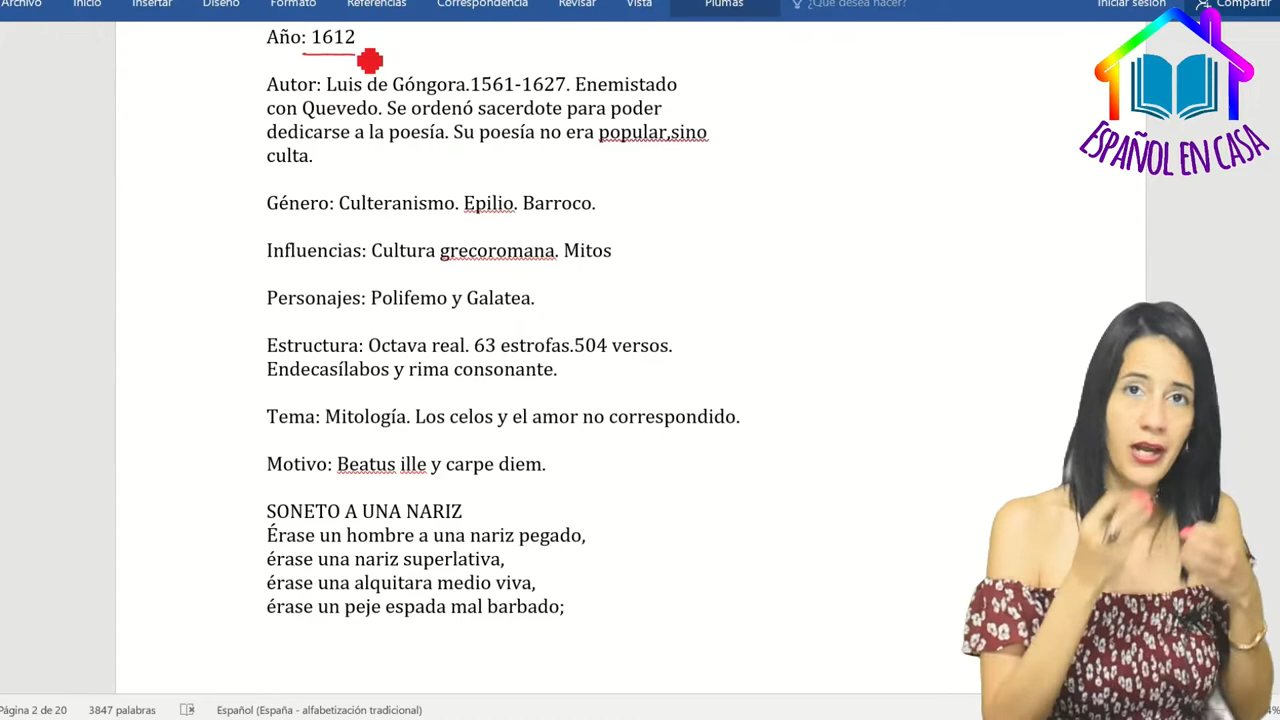 Archivo Inicio Insertar Diseño Formato Referencias Correspondencia Revisar Vista Plumas ¿Qué desea hacer? Iniciar sesión Compartir
Año: 1612
Autor: Luis de Góngora.1561-1627. Enemistado
con Quevedo. Se ordenó sacerdote para poder
dedicarse a la poesía. Su poesía no era popular,sino
culta.
Género: Culteranismo. Epilio. Barroco.
Influencias: Cultura grecoromana. Mitos
Personajes: Polifemo y Galatea.
Estructura: Octava real. 63 estrofas.504 versos.
Endecasílabos y rima consonante.
Tema: Mitología. Los celos y el amor no correspondido.
Motivo: Beatus ille y carpe diem.
SONETO A UNA NARIZ
Érase un hombre a una nariz pegado,
érase una nariz superlativa,
érase una alquitara medio viva,
érase un peje espada mal barbado;
ESPAÑOL EN CASA
Página 2 de 20 3847 palabras Español (España - alfabetización tradicional)